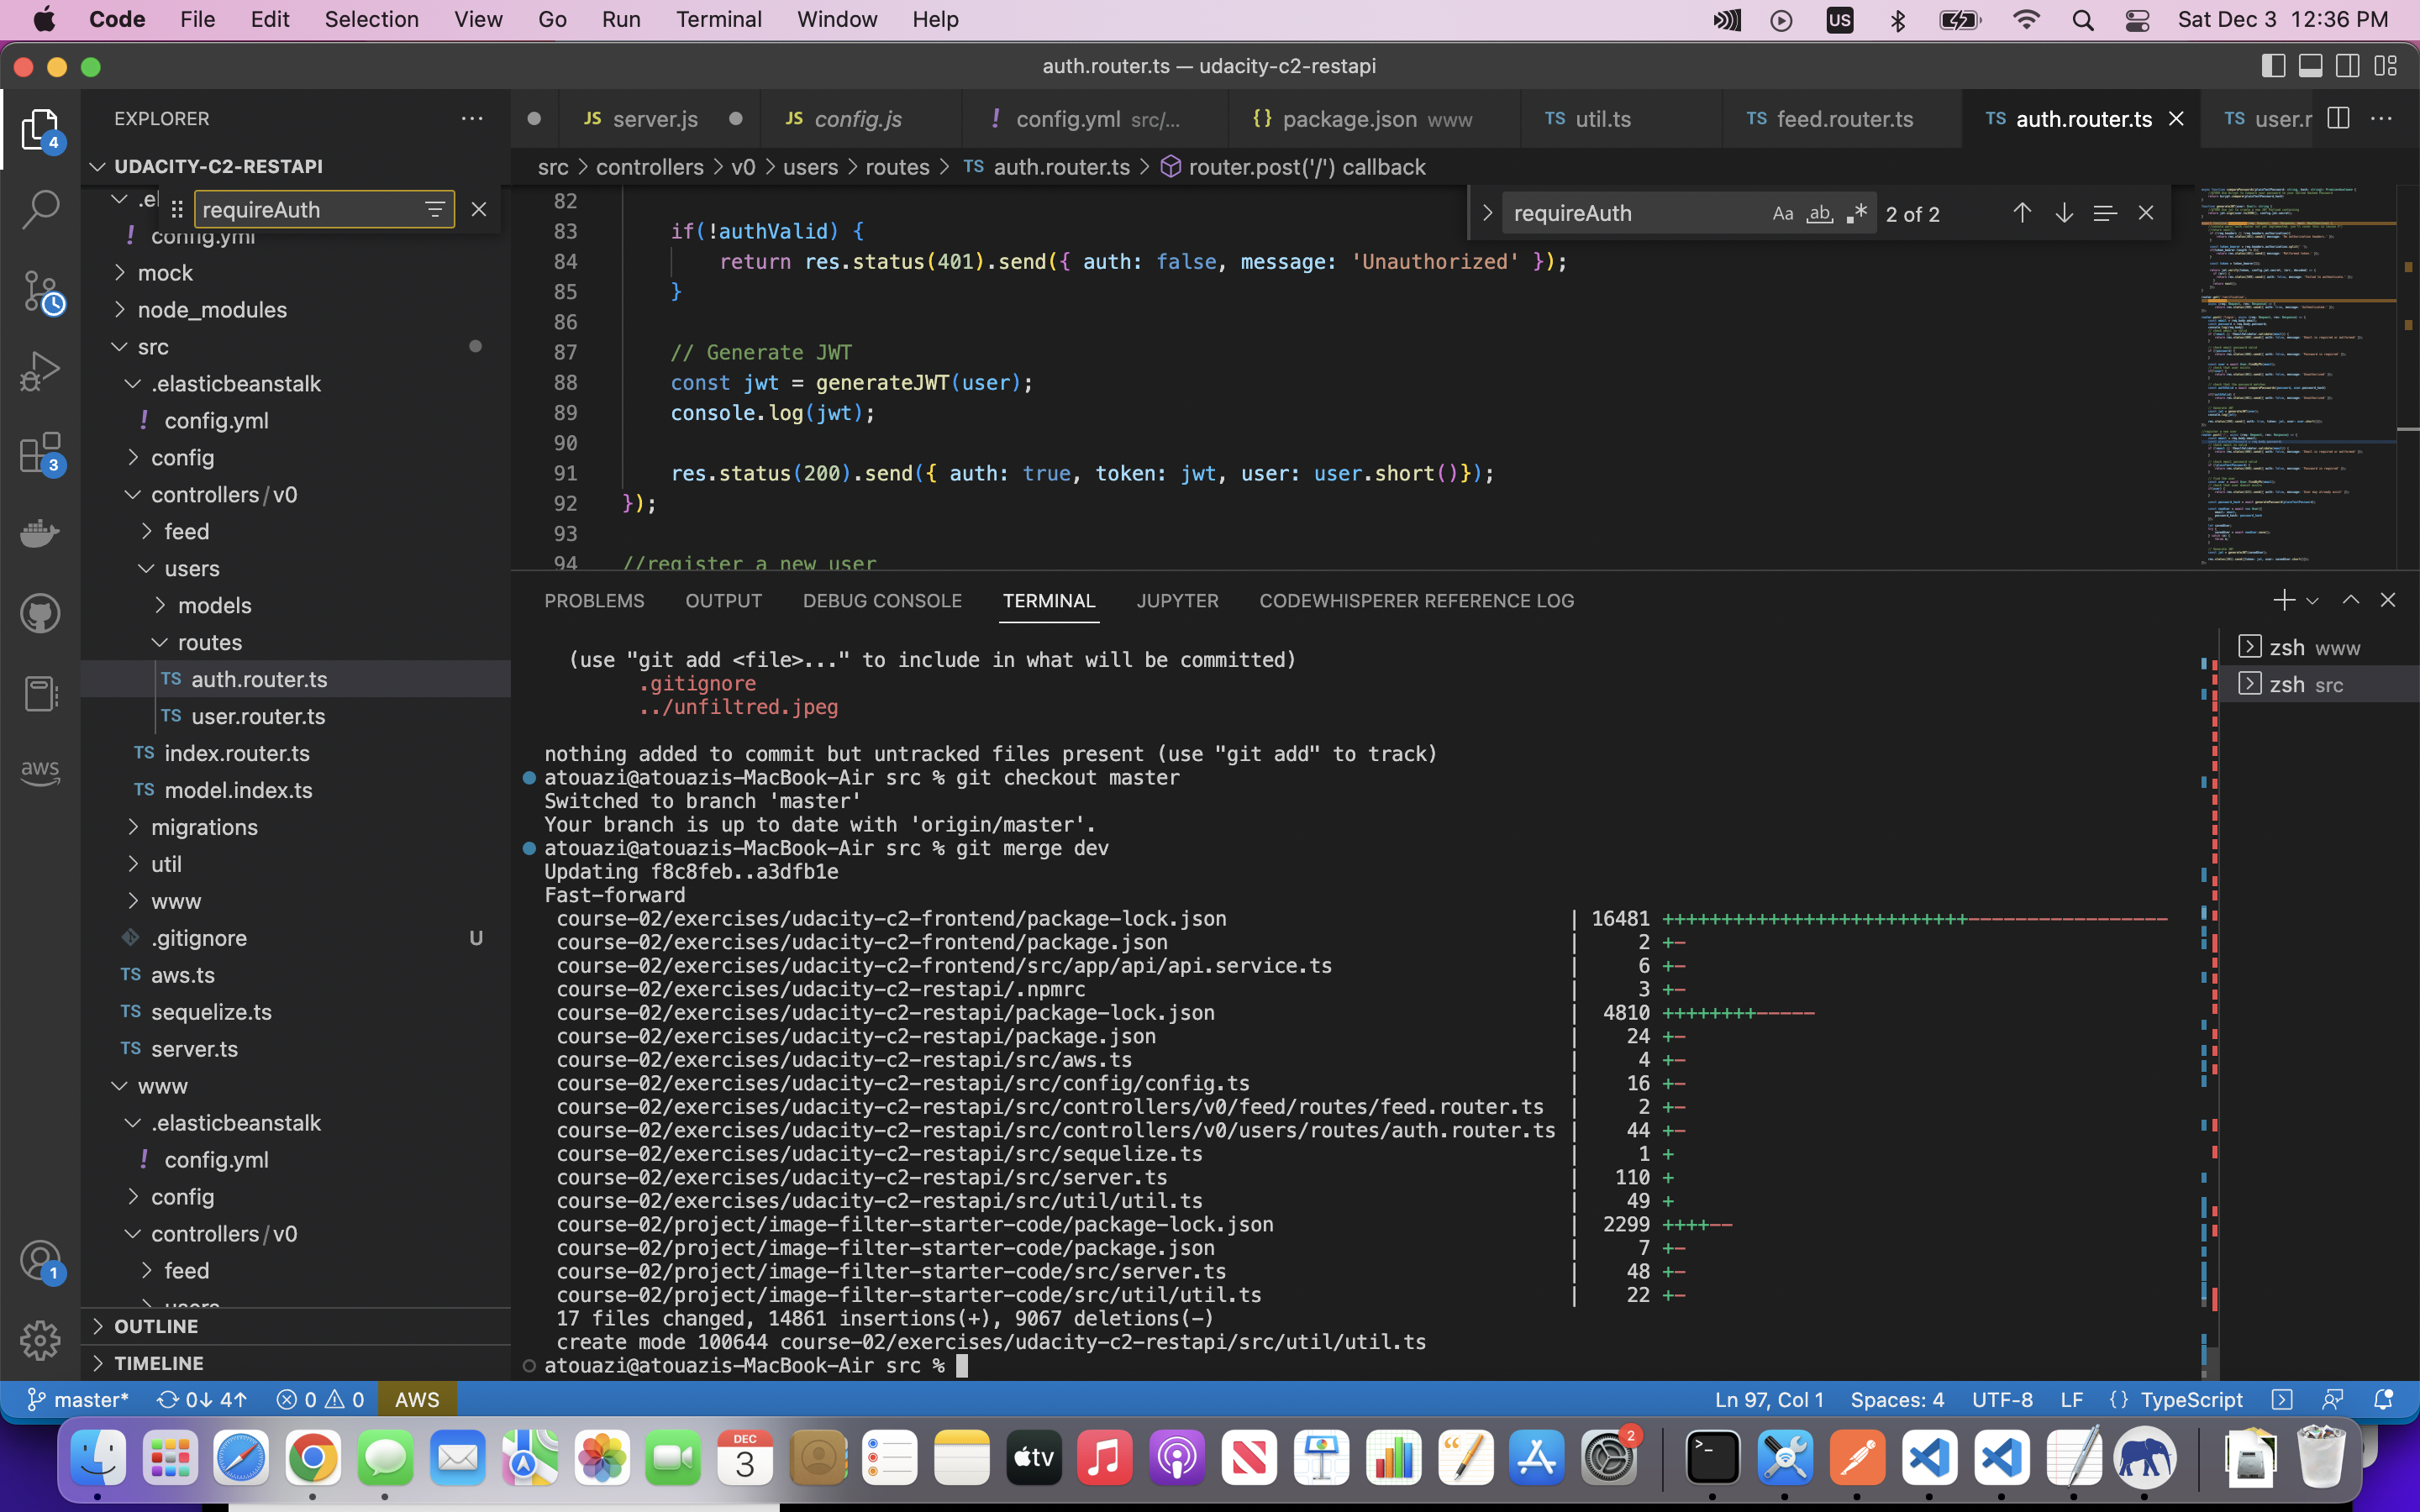 Code File Edit Selection View Go Run Terminal Window Help US Sat Dec 3 12:36 PM
auth.router.ts — udacity-c2-restapi
EXPLORER
JS server.js
JS config.js
! config.yml src/...
{} package.json www
TS util.ts
TS feed.router.ts
TS auth.router.ts
TS user.r
UDACITY-C2-RESTAPI
src > controllers > v0 > users > routes > TS auth.router.ts > router.post('/') callback
requireAuth
requireAuth Aa ab 2 of 2
.el
! config.yml
mock
node_modules
src
.elasticbeanstalk
! config.yml
config
controllers/v0
feed
users
models
routes
TS auth.router.ts
TS user.router.ts
TS index.router.ts
TS model.index.ts
migrations
util
www
.gitignore U
TS aws.ts
TS sequelize.ts
TS server.ts
www
.elasticbeanstalk
! config.yml
config
controllers/v0
feed
users
OUTLINE
TIMELINE
4
3
aws
1
82
83 if(!authValid) {
84 return res.status(401).send({ auth: false, message: 'Unauthorized' });
85 }
86
87 // Generate JWT
88 const jwt = generateJWT(user);
89 console.log(jwt);
90
91 res.status(200).send({ auth: true, token: jwt, user: user.short()});
92 });
93
94 //register a new user
PROBLEMS OUTPUT DEBUG CONSOLE TERMINAL JUPYTER CODEWHISPERER REFERENCE LOG
zsh www
zsh src
(use "git add <file>..." to include in what will be committed)
.gitignore
../unfiltred.jpeg
nothing added to commit but untracked files present (use "git add" to track)
atouazi@atouazis-MacBook-Air src % git checkout master
Switched to branch 'master'
Your branch is up to date with 'origin/master'.
atouazi@atouazis-MacBook-Air src % git merge dev
Updating f8c8feb..a3dfb1e
Fast-forward
course-02/exercises/udacity-c2-frontend/package-lock.json | 16481 +++++++++++++++++++++++++-----------------
course-02/exercises/udacity-c2-frontend/package.json | 2 +-
course-02/exercises/udacity-c2-frontend/src/app/api/api.service.ts | 6 +-
course-02/exercises/udacity-c2-restapi/.npmrc | 3 +-
course-02/exercises/udacity-c2-restapi/package-lock.json | 4810 ++++++++-----
course-02/exercises/udacity-c2-restapi/package.json | 24 +-
course-02/exercises/udacity-c2-restapi/src/aws.ts | 4 +-
course-02/exercises/udacity-c2-restapi/src/config/config.ts | 16 +-
course-02/exercises/udacity-c2-restapi/src/controllers/v0/feed/routes/feed.router.ts | 2 +-
course-02/exercises/udacity-c2-restapi/src/controllers/v0/users/routes/auth.router.ts | 44 +-
course-02/exercises/udacity-c2-restapi/src/sequelize.ts | 1 +
course-02/exercises/udacity-c2-restapi/src/server.ts | 110 +
course-02/exercises/udacity-c2-restapi/src/util/util.ts | 49 +
course-02/project/image-filter-starter-code/package-lock.json | 2299 ++++--
course-02/project/image-filter-starter-code/package.json | 7 +-
course-02/project/image-filter-starter-code/src/server.ts | 48 +-
course-02/project/image-filter-starter-code/src/util/util.ts | 22 +-
17 files changed, 14861 insertions(+), 9067 deletions(-)
create mode 100644 course-02/exercises/udacity-c2-restapi/src/util/util.ts
atouazi@atouazis-MacBook-Air src %
master* 0↓ 4↑ 0 0 AWS Ln 97, Col 1 Spaces: 4 UTF-8 LF {} TypeScript
DEC
3
tv
2